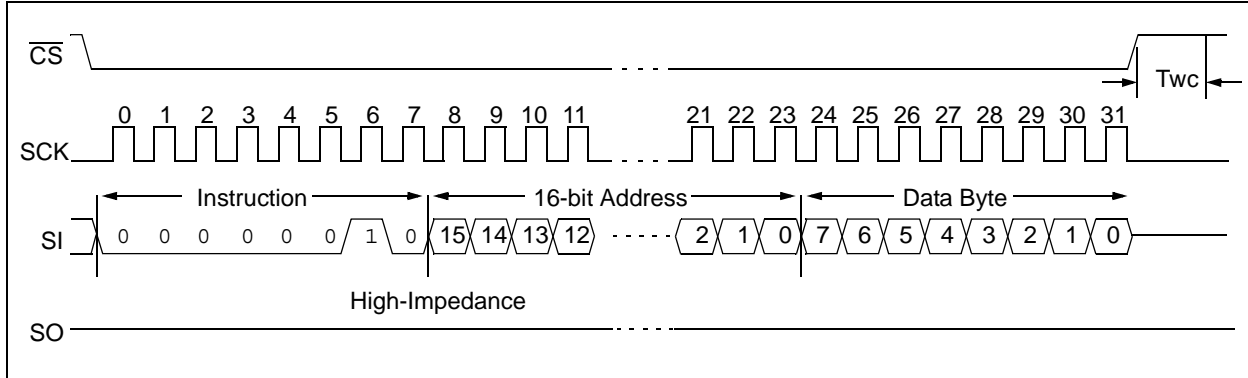 CS
Twc
0 1 2 3 4 5 6 7 8 9 10 11 21 22 23 24 25 26 27 28 29 30 31
SCK
Instruction 16-bit Address Data Byte
SI 0 0 0 0 0 0 1 0 15 14 13 12 2 1 0 7 6 5 4 3 2 1 0
High-Impedance
SO